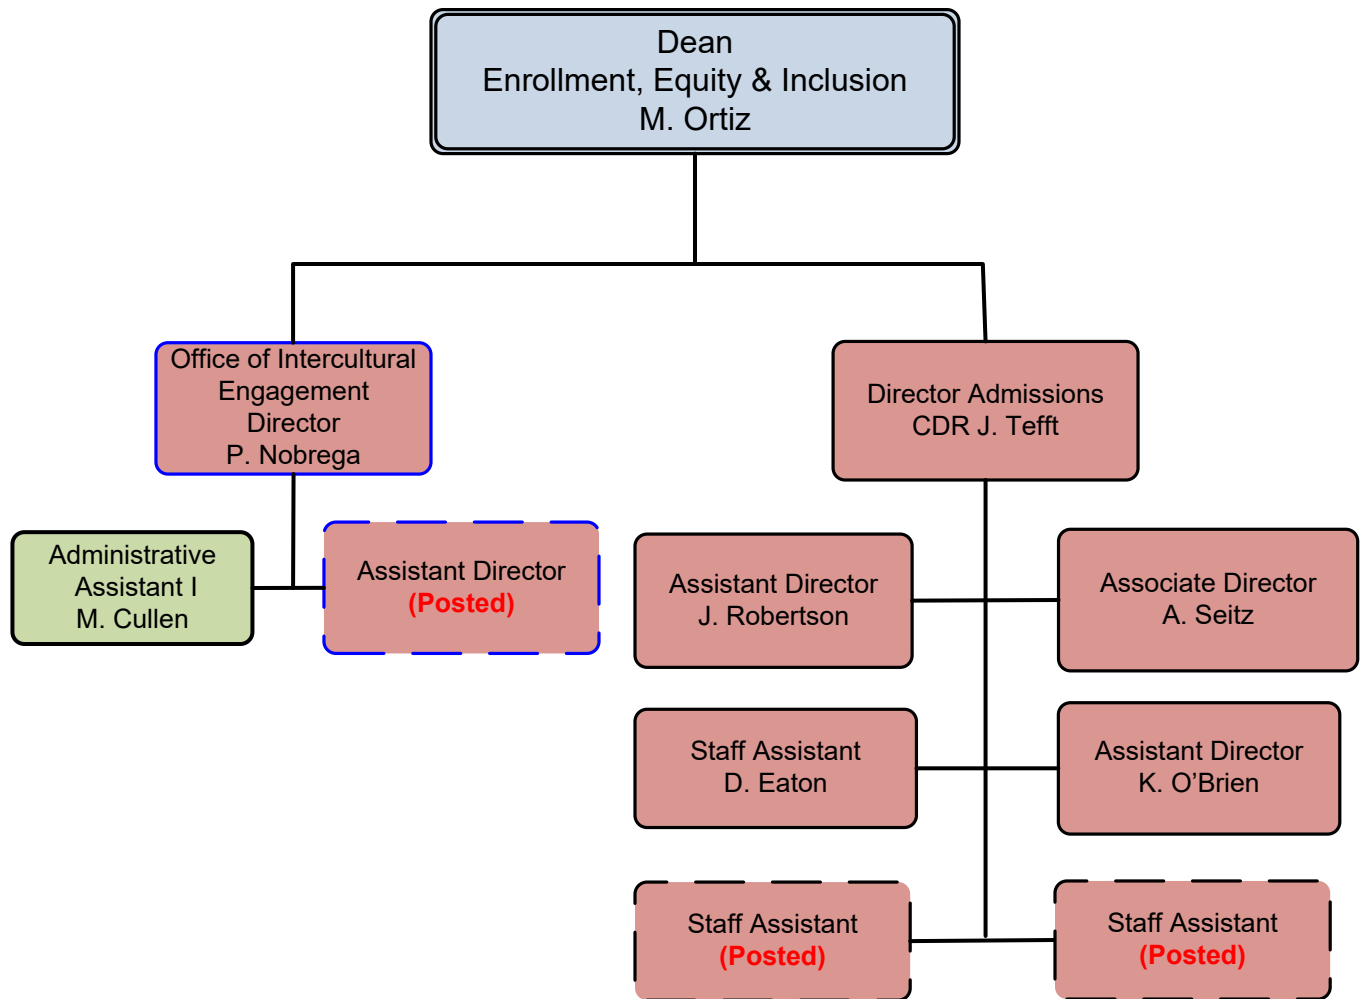 Dean
Enrollment, Equity & Inclusion
M. Ortiz
Office of Intercultural
Engagement
Director
P. Nobrega
Director Admissions
CDR J. Tefft
Administrative
Assistant I
M. Cullen
Assistant Director
(Posted)
Assistant Director
J. Robertson
Associate Director
A. Seitz
Staff Assistant
D. Eaton
Assistant Director
K. O’Brien
Staff Assistant
(Posted)
Staff Assistant
(Posted)